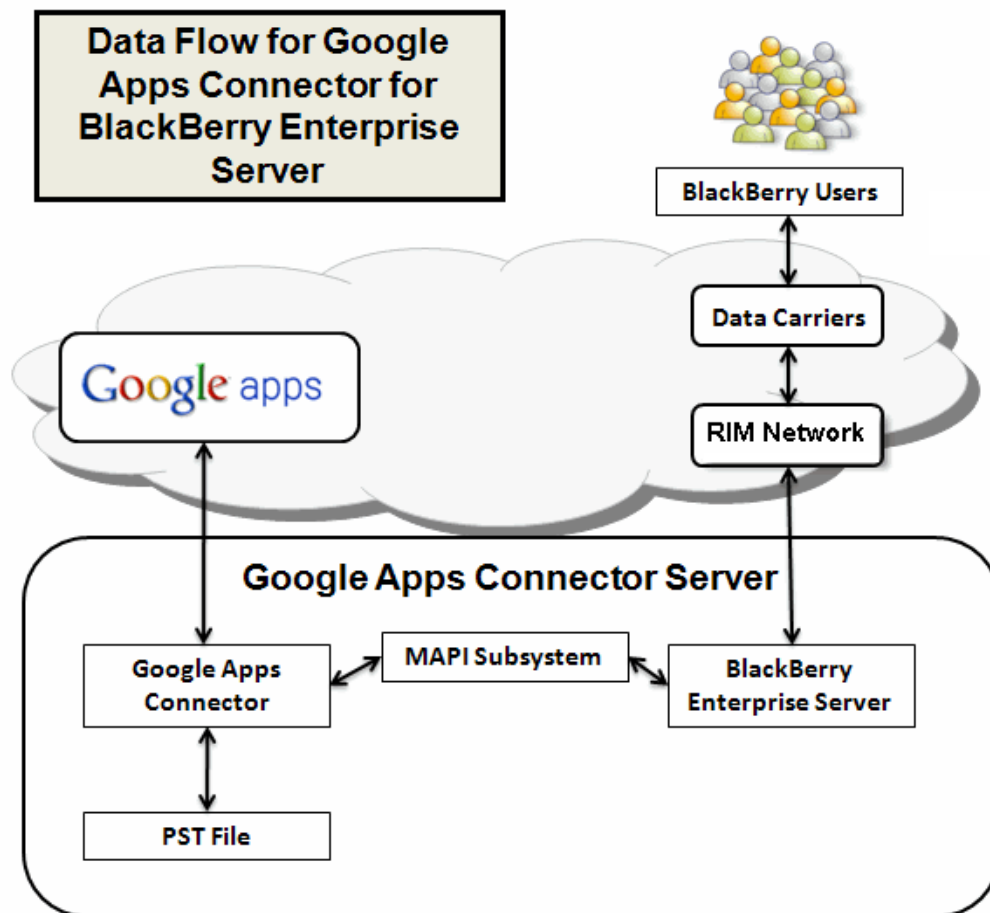 Data Flow for Google
Apps Connector for
BlackBerry Enterprise
Server
BlackBerry Users
Data Carriers
Google apps
RIM Network
Google Apps Connector Server
Google Apps
Connector
MAPI Subsystem
BlackBerry
Enterprise Server
PST File